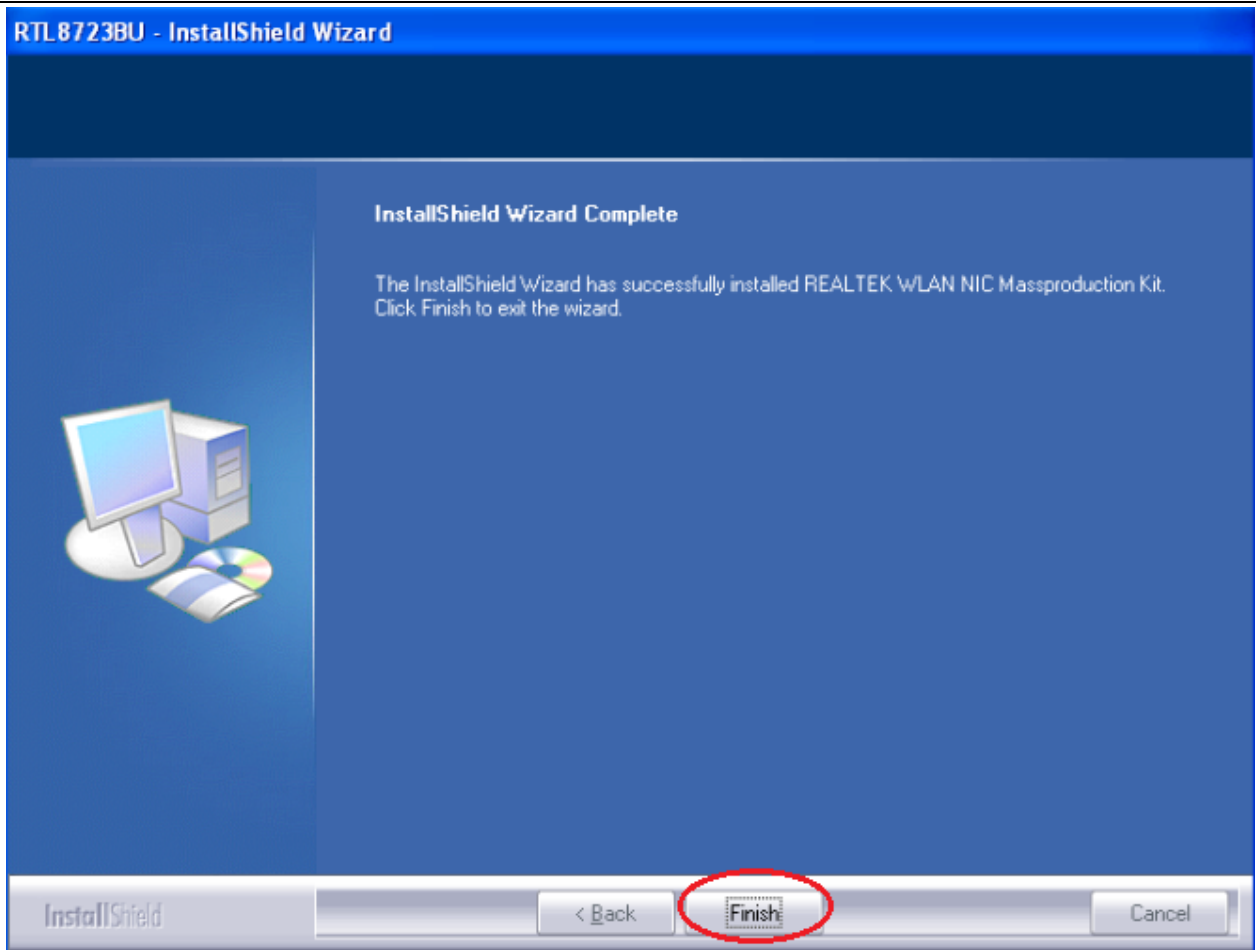 RTL8723BU - InstallShield Wizard
InstallShield Wizard Complete
The InstallShield Wizard has successfully installed REALTEK WLAN NIC Massproduction Kit.
Click Finish to exit the wizard.
InstallShield
< Back
Finish
Cancel